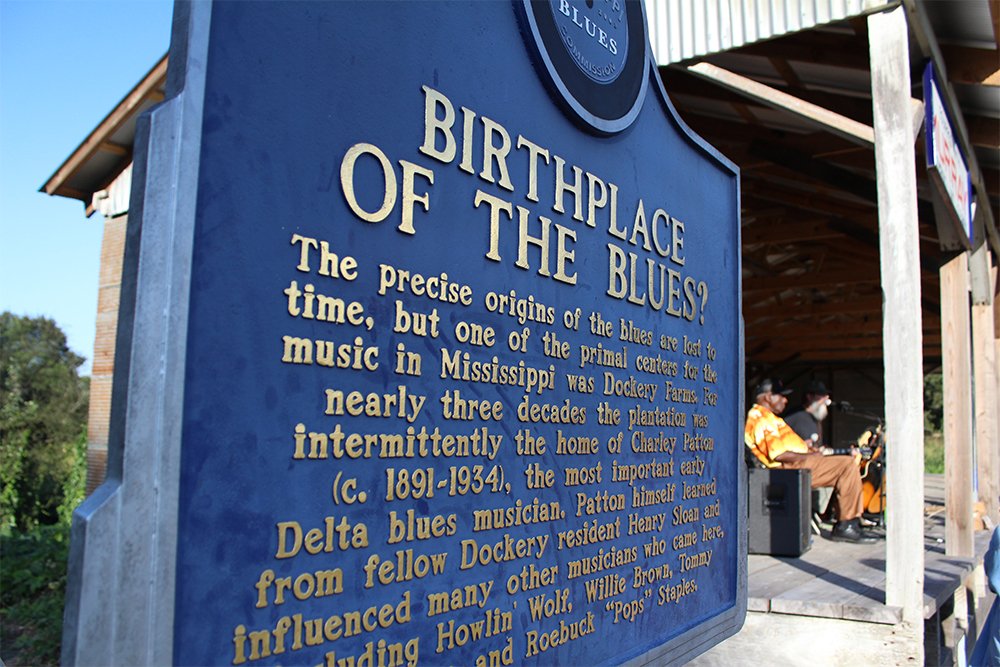 BLUES
COMMISSION
BIRTHPLACE
OF THE BLUES?
The precise origins of the blues are lost to
time, but one of the primal centers for the
music in Mississippi was Dockery Farms. For
nearly three decades the plantation was
intermittently the home of Charley Patton
(c. 1891-1934), the most important early
Delta blues musician. Patton himself learned
from fellow Dockery resident Henry Sloan and
influenced many other musicians who came here,
Howlin' Wolf, Willie Brown, Tommy
and Roebuck "Pops" Staples.